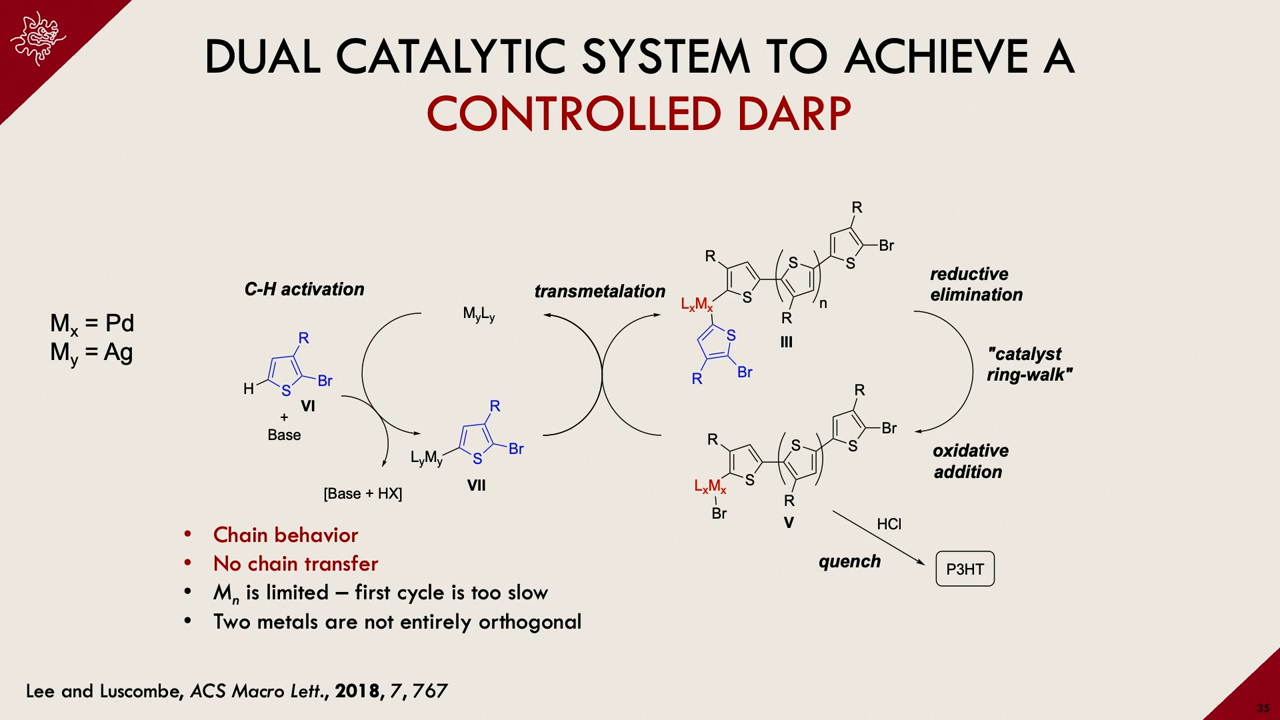 DUAL CATALYTIC SYSTEM TO ACHIEVE A
CONTROLLED DARP
Mx = Pd
My = Ag
C-H activation
R
Br
H
S
VI
+
Base
[Base + HX]
MyLy
LyMy
R
S
Br
VII
transmetalation
R
S
LxMx
S
R
Br
S
R
n
R
S
Br
III
reductive
elimination
"catalyst
ring-walk"
oxidative
addition
R
S
LxMx
Br
S
R
R
S
Br
V
HCl
quench
P3HT
• Chain behavior
• No chain transfer
• Mn is limited – first cycle is too slow
• Two metals are not entirely orthogonal
Lee and Luscombe, ACS Macro Lett., 2018, 7, 767
35